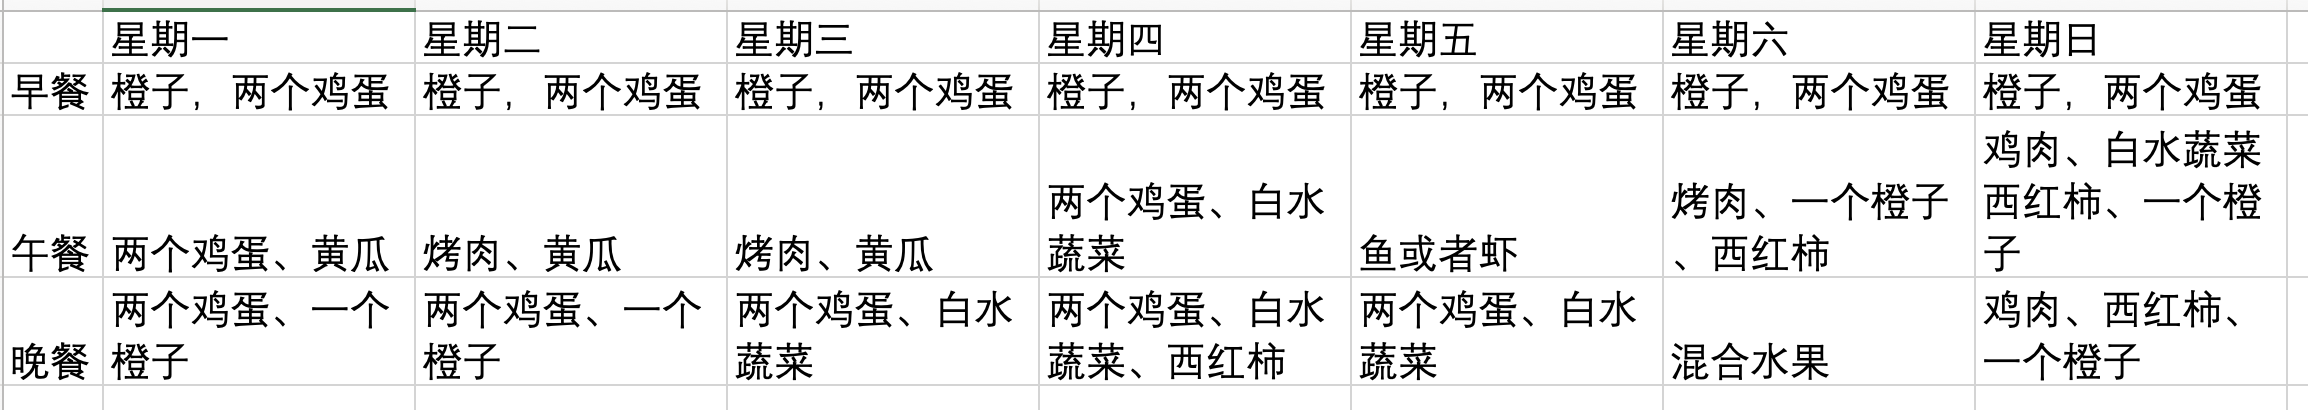 星期一 星期二 星期三 星期四 星期五 星期六 星期日
早餐 橙子，两个鸡蛋 橙子，两个鸡蛋 橙子，两个鸡蛋 橙子，两个鸡蛋 橙子，两个鸡蛋 橙子，两个鸡蛋 橙子，两个鸡蛋
午餐
两个鸡蛋、黄瓜
烤肉、黄瓜
烤肉、黄瓜
两个鸡蛋、白水
蔬菜
鱼或者虾
烤肉、一个橙子
、西红柿
鸡肉、白水蔬菜
西红柿、一个橙
子
晚餐
两个鸡蛋、一个
橙子
两个鸡蛋、一个
橙子
两个鸡蛋、白水
蔬菜
两个鸡蛋、白水
蔬菜、西红柿
两个鸡蛋、白水
蔬菜
混合水果
鸡肉、西红柿、
一个橙子